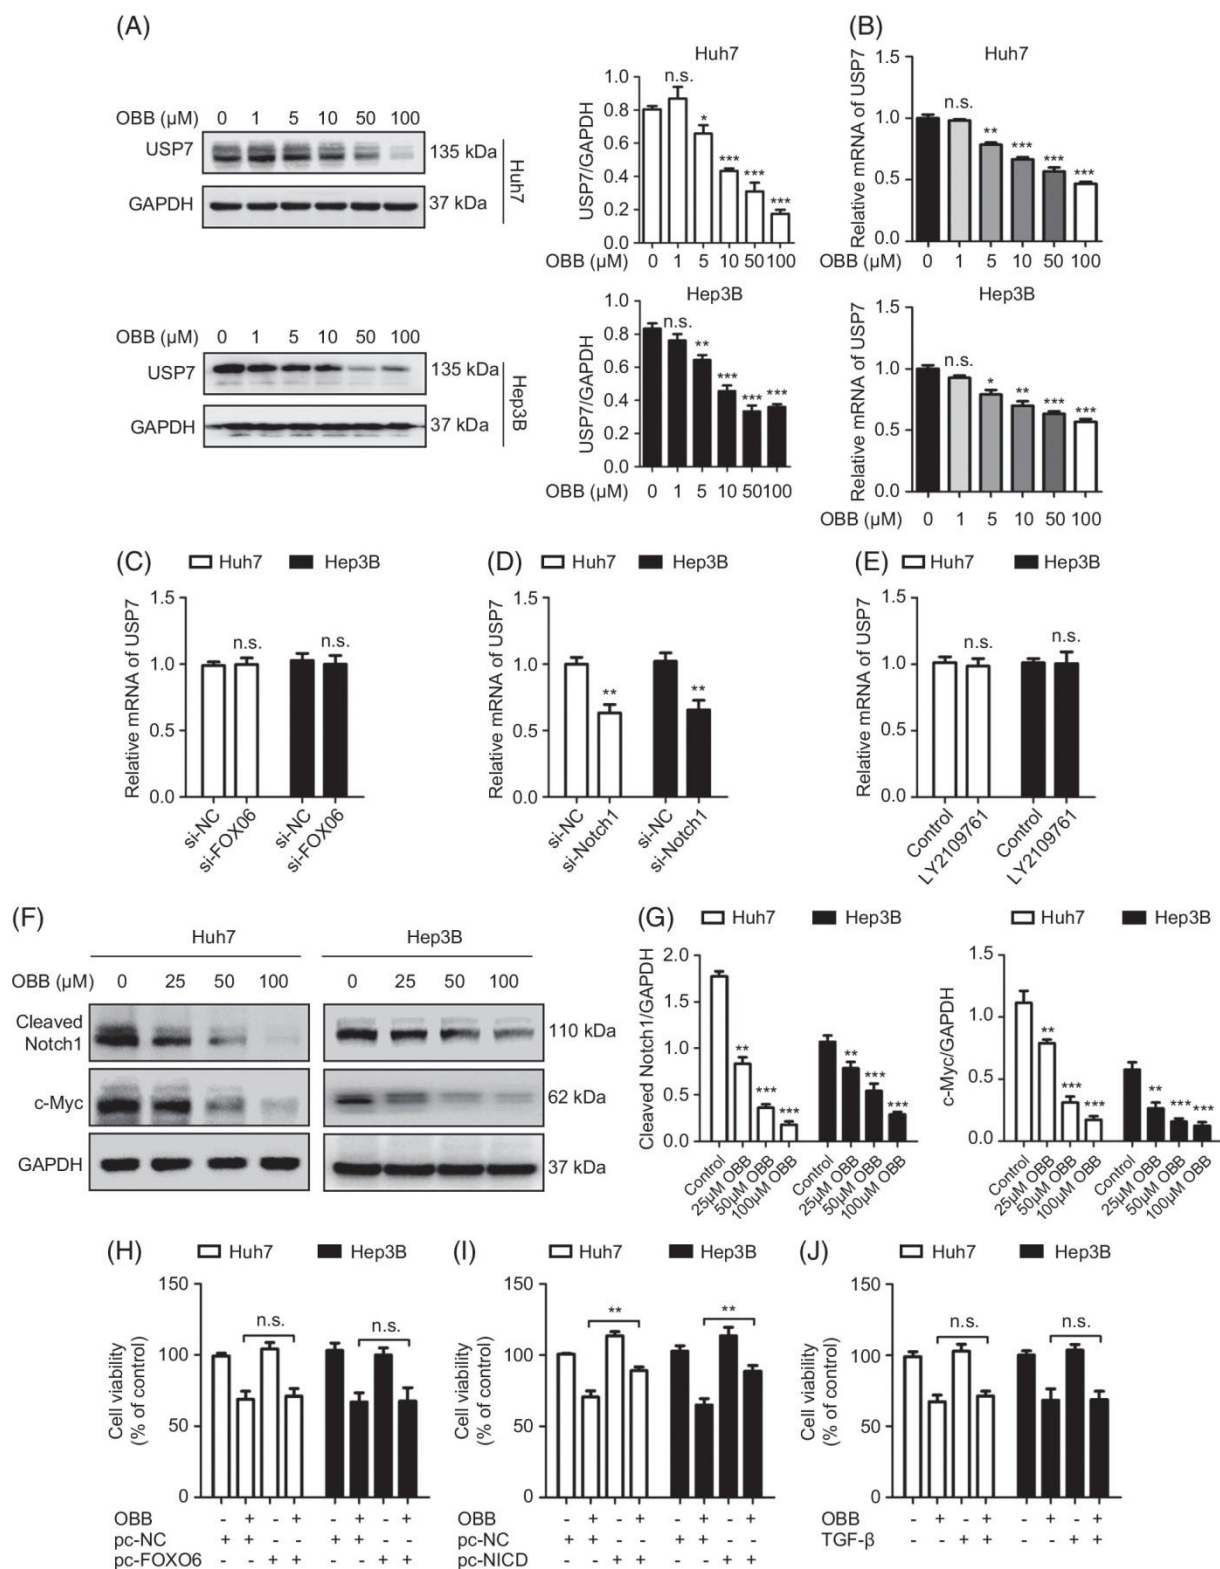 (A)
OBB (µM) 0 1 5 10 50 100
USP7 135 kDa
GAPDH 37 kDa
Huh7
OBB (µM) 0 1 5 10 50 100
USP7 135 kDa
GAPDH 37 kDa
Hep3B
Huh7
USP7/GAPDH
1.0
0.8
0.6
0.4
0.2
0.0
n.s. * *** *** ***
OBB (µM) 0 1 5 10 50 100
Hep3B
USP7/GAPDH
0.8
0.6
0.4
0.2
0.0
n.s. ** *** *** ***
OBB (µM) 0 1 5 10 50 100
(B)
Huh7
Relative mRNA of USP7
1.5
1.0
0.5
0.0
n.s. ** *** *** ***
OBB (µM) 0 1 5 10 50 100
Hep3B
Relative mRNA of USP7
1.5
1.0
0.5
0.0
n.s. * ** *** ***
OBB (µM) 0 1 5 10 50 100
(C) Huh7 Hep3B
Relative mRNA of USP7
1.5
1.0
0.5
0.0
n.s. n.s.
si-NC
si-FOX06
si-NC
si-FOX06
(D) Huh7 Hep3B
Relative mRNA of USP7
1.5
1.0
0.5
0.0
** **
si-NC
si-Notch1
si-NC
si-Notch1
(E) Huh7 Hep3B
Relative mRNA of USP7
1.5
1.0
0.5
0.0
n.s. n.s.
Control
LY2109761
Control
LY2109761
(F)
Huh7 Hep3B
OBB (µM) 0 25 50 100 0 25 50 100
Cleaved
Notch1 110 kDa
c-Myc 62 kDa
GAPDH 37 kDa
(G) Huh7 Hep3B
Cleaved Notch1/GAPDH
2.0
1.5
1.0
0.5
0.0
** *** *** ** *** ***
Control
25µM OBB
50µM OBB
100µM OBB
Control
25µM OBB
50µM OBB
100µM OBB
Huh7 Hep3B
c-Myc/GAPDH
1.5
1.0
0.5
0.0
** *** *** ** *** ***
Control
25µM OBB
50µM OBB
100µM OBB
Control
25µM OBB
50µM OBB
100µM OBB
(H) Huh7 Hep3B
Cell viability
(% of control)
150
100
50
0
n.s. n.s.
OBB - + - + - + - +
pc-NC + + - - + + - -
pc-FOXO6 - - + + - - + +
(I) Huh7 Hep3B
Cell viability
(% of control)
150
100
50
0
** **
OBB - + - + - + - +
pc-NC + + - - + + - -
pc-NICD - - + + - - + +
(J) Huh7 Hep3B
Cell viability
(% of control)
150
100
50
0
n.s. n.s.
OBB - + - + - + - +
TGF-β - - + + - - + +